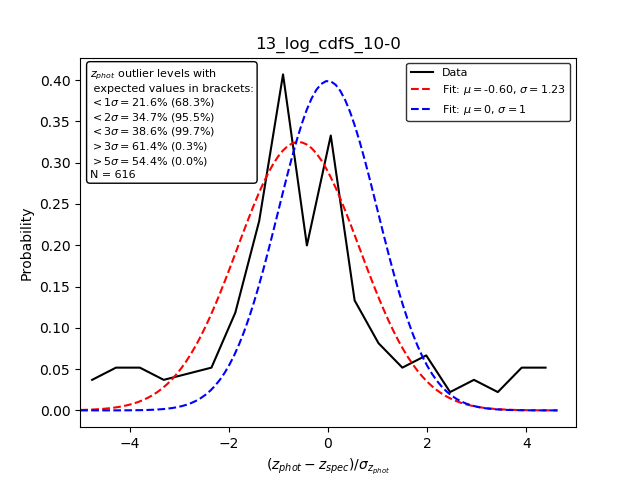 13_log_cdfS_10-0
z_phot outlier levels with
expected values in brackets:
<1σ = 21.6% (68.3%)
<2σ = 34.7% (95.5%)
<3σ = 38.6% (99.7%)
>3σ = 61.4% (0.3%)
>5σ = 54.4% (0.0%)
N = 616
Data
Fit: μ = -0.60, σ = 1.23
Fit: μ = 0, σ = 1
Probability
0.40
0.35
0.30
0.25
0.20
0.15
0.10
0.05
0.00
−4 −2 0 2 4
(z_phot − z_spec)/σ_z_phot